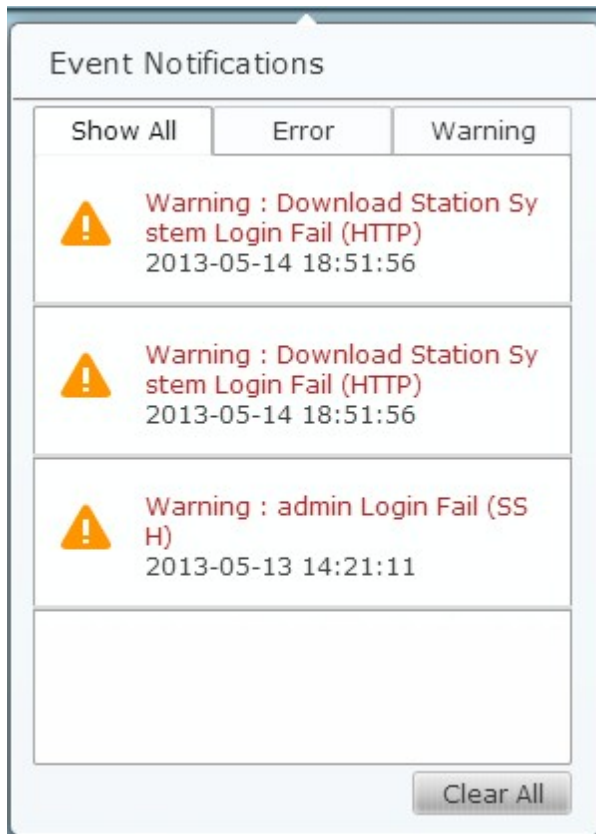 Event Notifications
Show All
Error
Warning
Warning : Download Station Sy
stem Login Fail (HTTP)
2013-05-14 18:51:56
Warning : Download Station Sy
stem Login Fail (HTTP)
2013-05-14 18:51:56
Warning : admin Login Fail (SS
H)
2013-05-13 14:21:11
Clear All